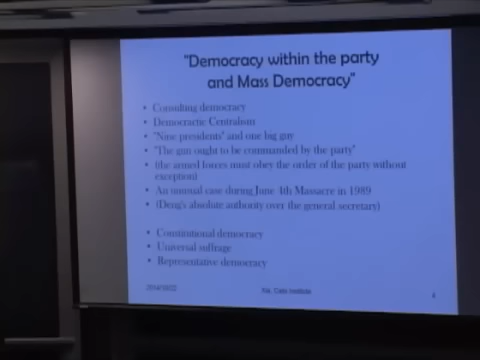 "Democracy within the party
and Mass Democracy"
• Consulting democracy
• Democractic Centralism
• "Nine presidents" and one big guy
• "The gun ought to be commanded by the party"
• (the armed forces must obey the order of the party without
exception)
• An unusual case during June 4th Massacre in 1989
• (Deng's absolute authority over the general secretary)
• Constitutional democracy
• Universal suffrage
• Representative democracy
Xia, Cato Institute